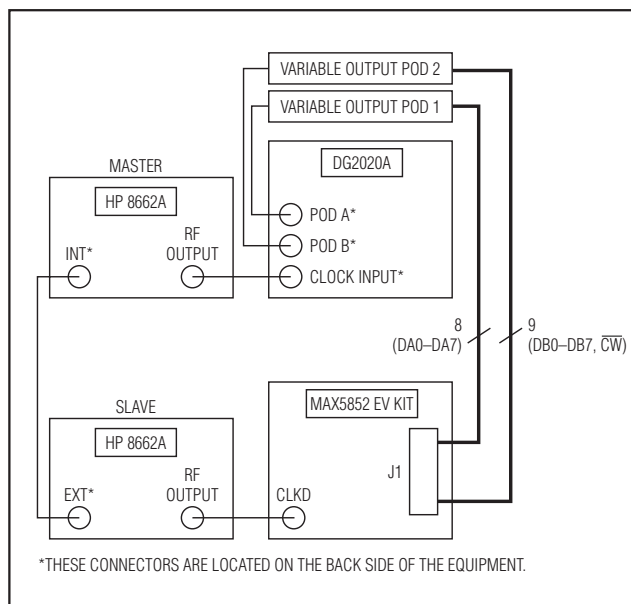 VARIABLE OUTPUT POD 2
VARIABLE OUTPUT POD 1
DG2020A
MASTER
HP 8662A
POD A*
INT*
RF
OUTPUT
POD B*
CLOCK INPUT*
8
(DA0–DA7)
9
(DB0–DB7, C̅W̅)
SLAVE
MAX5852 EV KIT
HP 8662A
J1
EXT*
RF
OUTPUT
CLKD
*THESE CONNECTORS ARE LOCATED ON THE BACK SIDE OF THE EQUIPMENT.